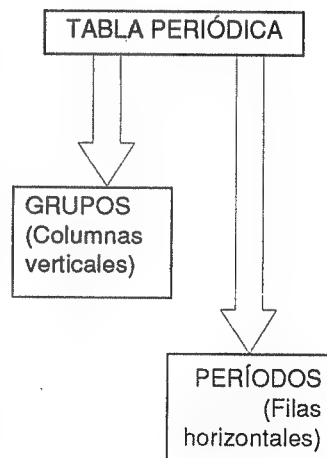 TABLA PERIÓDICA
GRUPOS
(Columnas
verticales)
PERÍODOS
(Filas
horizontales)